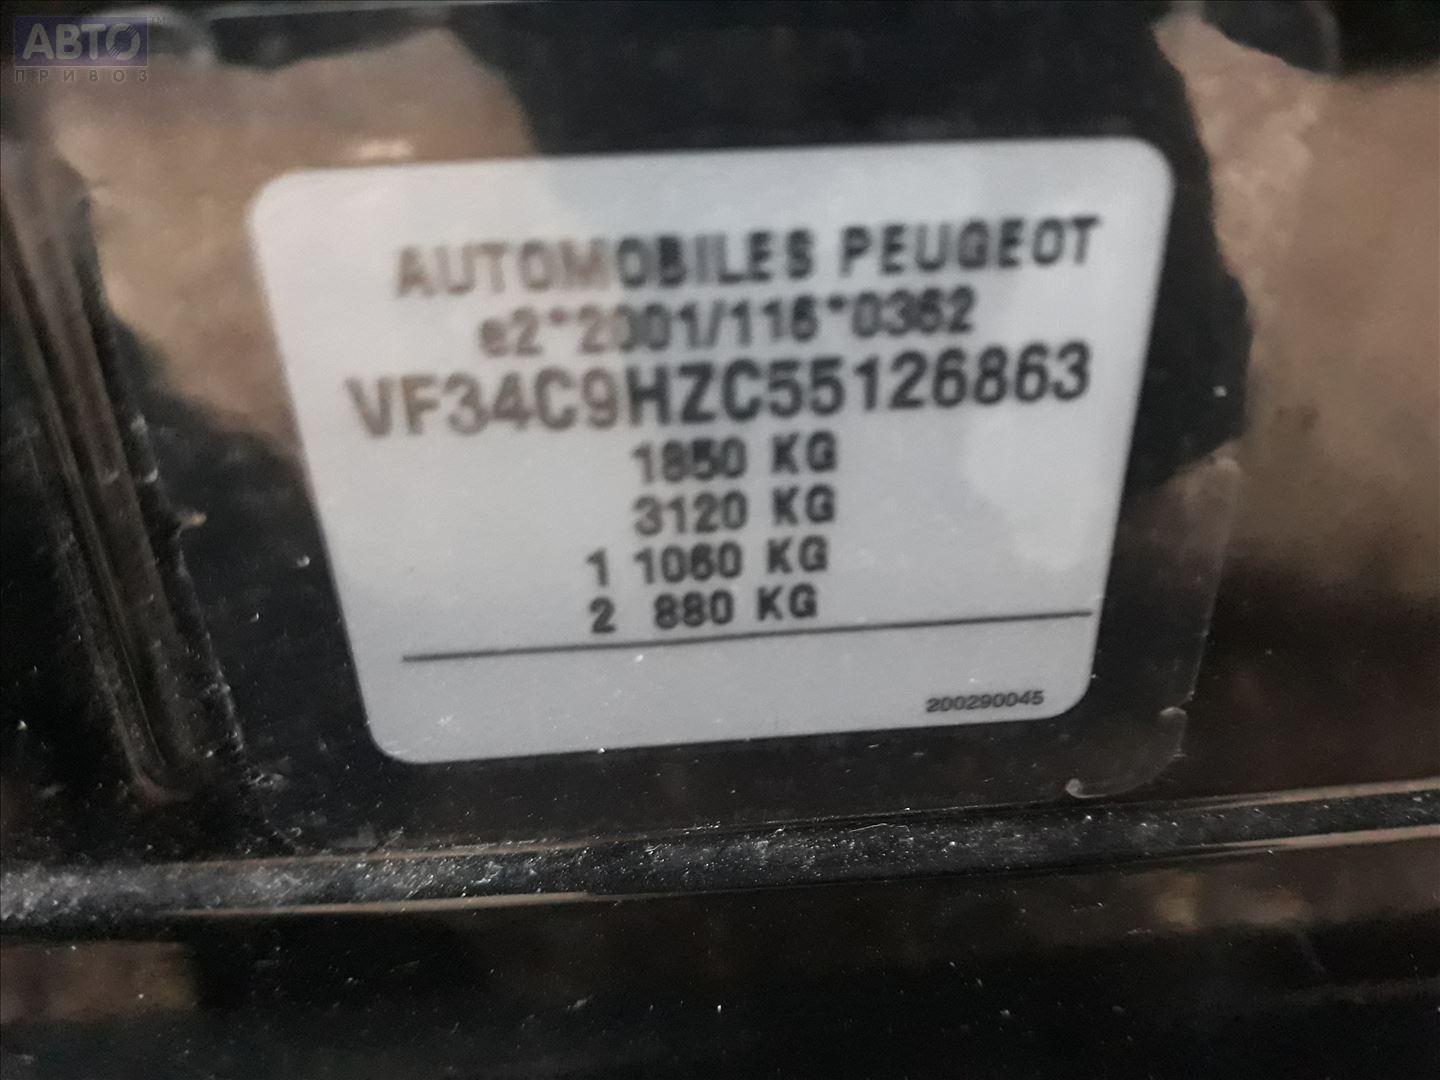 АВТО
ПРИВОЗ
AUTOMOBILES PEUGEOT
e2*2001/116*0362
VF34C9HZC55126863
1850 KG
3120 KG
1 1060 KG
2 880 KG
200290045